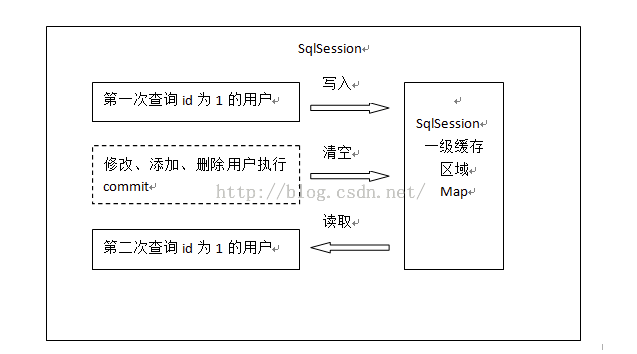 SqlSession
写入
第一次查询 id 为 1 的用户
SqlSession
一级缓存
区域
Map
清空
修改、添加、删除用户执行
commit
http://blog.csdn.net/
读取
第二次查询 id 为 1 的用户